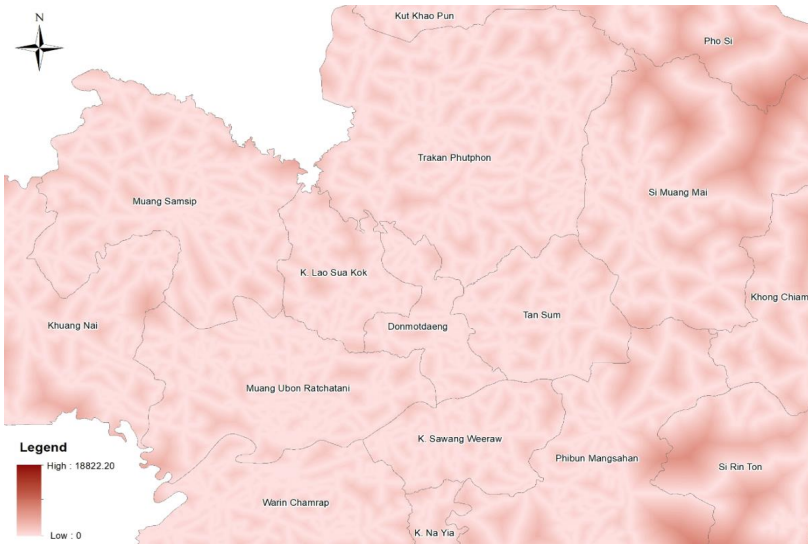 N
Kut Khao Pun
Pho Si
Trakan Phutphon
Si Muang Mai
Muang Samsip
K. Lao Sua Kok
Khong Chiam
Tan Sum
Khuang Nai
Donmotdaeng
Muang Ubon Ratchatani
K. Sawang Weeraw
Legend
Phibun Mangsahan
High : 18822.20
Si Rin Ton
Warin Chamrap
Low : 0
K. Na Yia